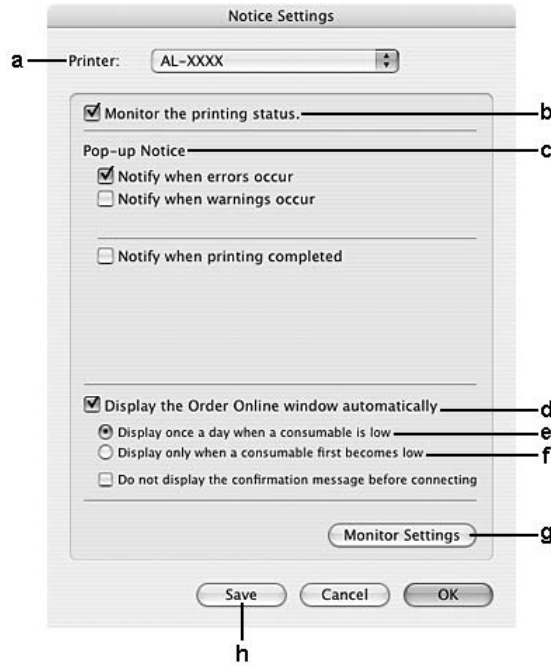 Notice Settings
a Printer: AL-XXXX
Monitor the printing status. b
Pop-up Notice c
Notify when errors occur
Notify when warnings occur
Notify when printing completed
Display the Order Online window automatically d
Display once a day when a consumable is low e
Display only when a consumable first becomes low f
Do not display the confirmation message before connecting
Monitor Settings g
Save Cancel OK
h